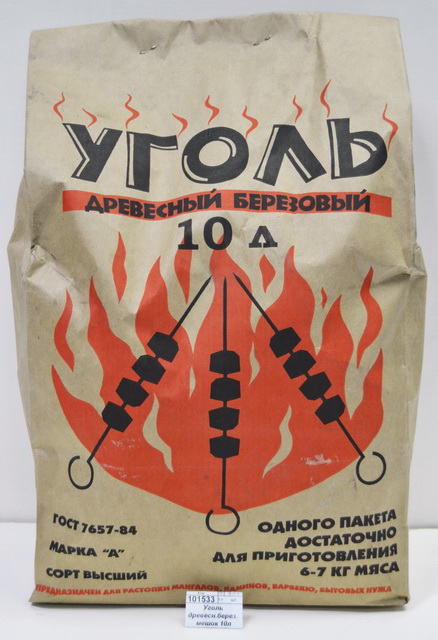 УГОЛЬ
ДРЕВЕСНЫЙ БЕРЕЗОВЫЙ
10 Л
ГОСТ 7657-84
МАРКА "А"
СОРТ ВЫСШИЙ
ОДНОГО ПАКЕТА
ДОСТАТОЧНО
ДЛЯ ПРИГОТОВЛЕНИЯ
6-7 КГ МЯСА
ПРЕДНАЗНАЧЕН ДЛЯ РАСТОПКИ МАНГАЛОВ, КАМИНОВ, БАРБЕКЮ, БЫТОВЫХ НУЖД
101533
Уголь
древесн.берез
мешок 10л